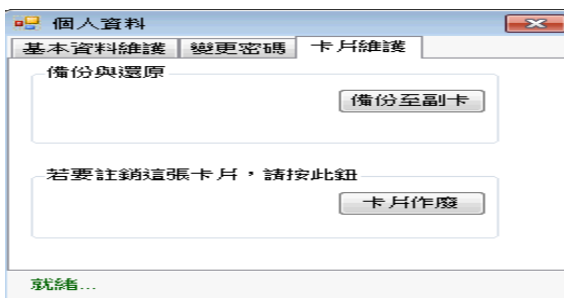 個人資料
基本資料維護 變更密碼 卡片維護
備份與還原
備份至副卡
若要註銷這張卡片，請按此鈕
卡片作廢
就緒...